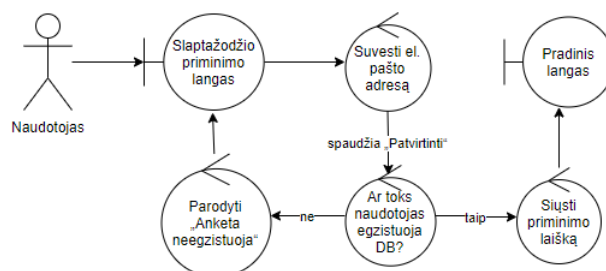 Slaptažodžio
priminimo
langas
Suvesti el.
pašto
adresą
Pradinis
langas
Naudotojas
spaudžia „Patvirtinti“
Parodyti
„Anketa
neegzistuoja“
ne
Ar toks
naudotojas
egzistuoja
DB?
taip
Siųsti
priminimo
laišką